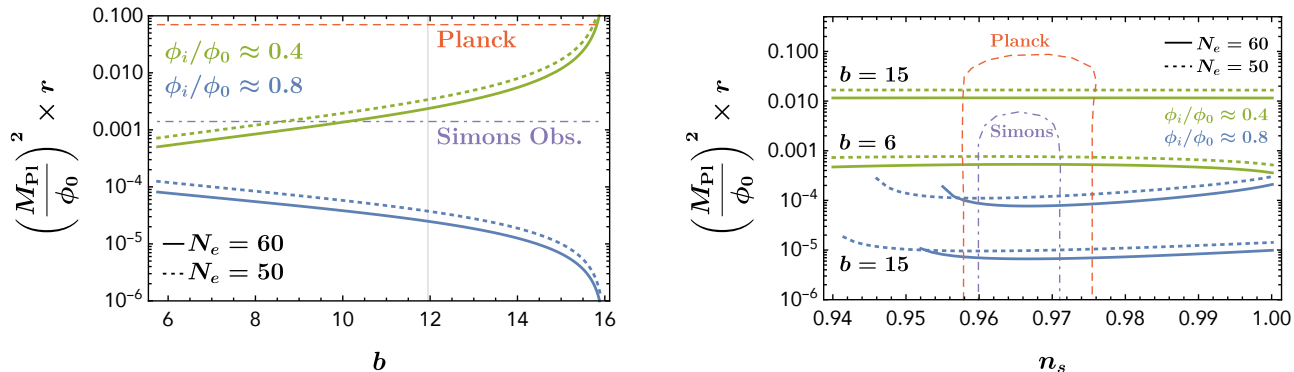 (M_Pl/ϕ_0)^2 × r
0.100
0.010
0.001
10^−4
10^−5
10^−6
ϕ_i/ϕ_0 ≈ 0.4
ϕ_i/ϕ_0 ≈ 0.8
Planck
Simons Obs.
N_e = 60
N_e = 50
6 8 10 12 14 16
b
(M_Pl/ϕ_0)^2 × r
0.100
0.010
0.001
10^−4
10^−5
10^−6
Planck
N_e = 60
N_e = 50
b = 15
ϕ_i/ϕ_0 ≈ 0.4
ϕ_i/ϕ_0 ≈ 0.8
Simons
b = 6
b = 15
0.94 0.95 0.96 0.97 0.98 0.99 1.00
n_s